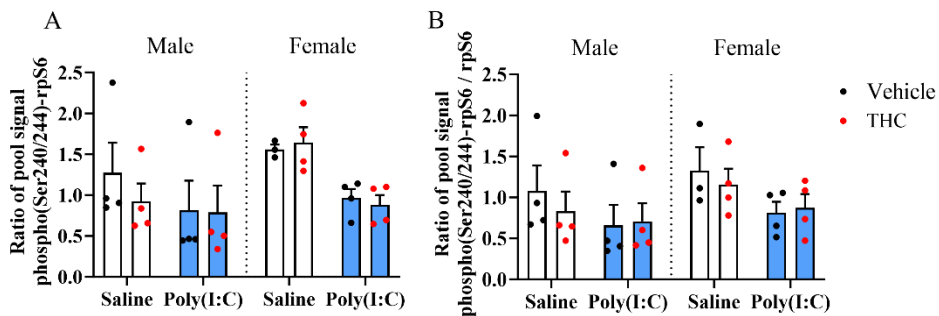 A
B
Male
Female
Male
Female
Ratio of pool signal
phospho(Ser240/244)-rpS6
2.5
2.0
1.5
1.0
0.5
0.0
Saline
Poly(I:C)
Saline
Poly(I:C)
Ratio of pool signal
phospho(Ser240/244)-rpS6 / rpS6
2.5
2.0
1.5
1.0
0.5
0.0
Saline
Poly(I:C)
Saline
Poly(I:C)
Vehicle
THC